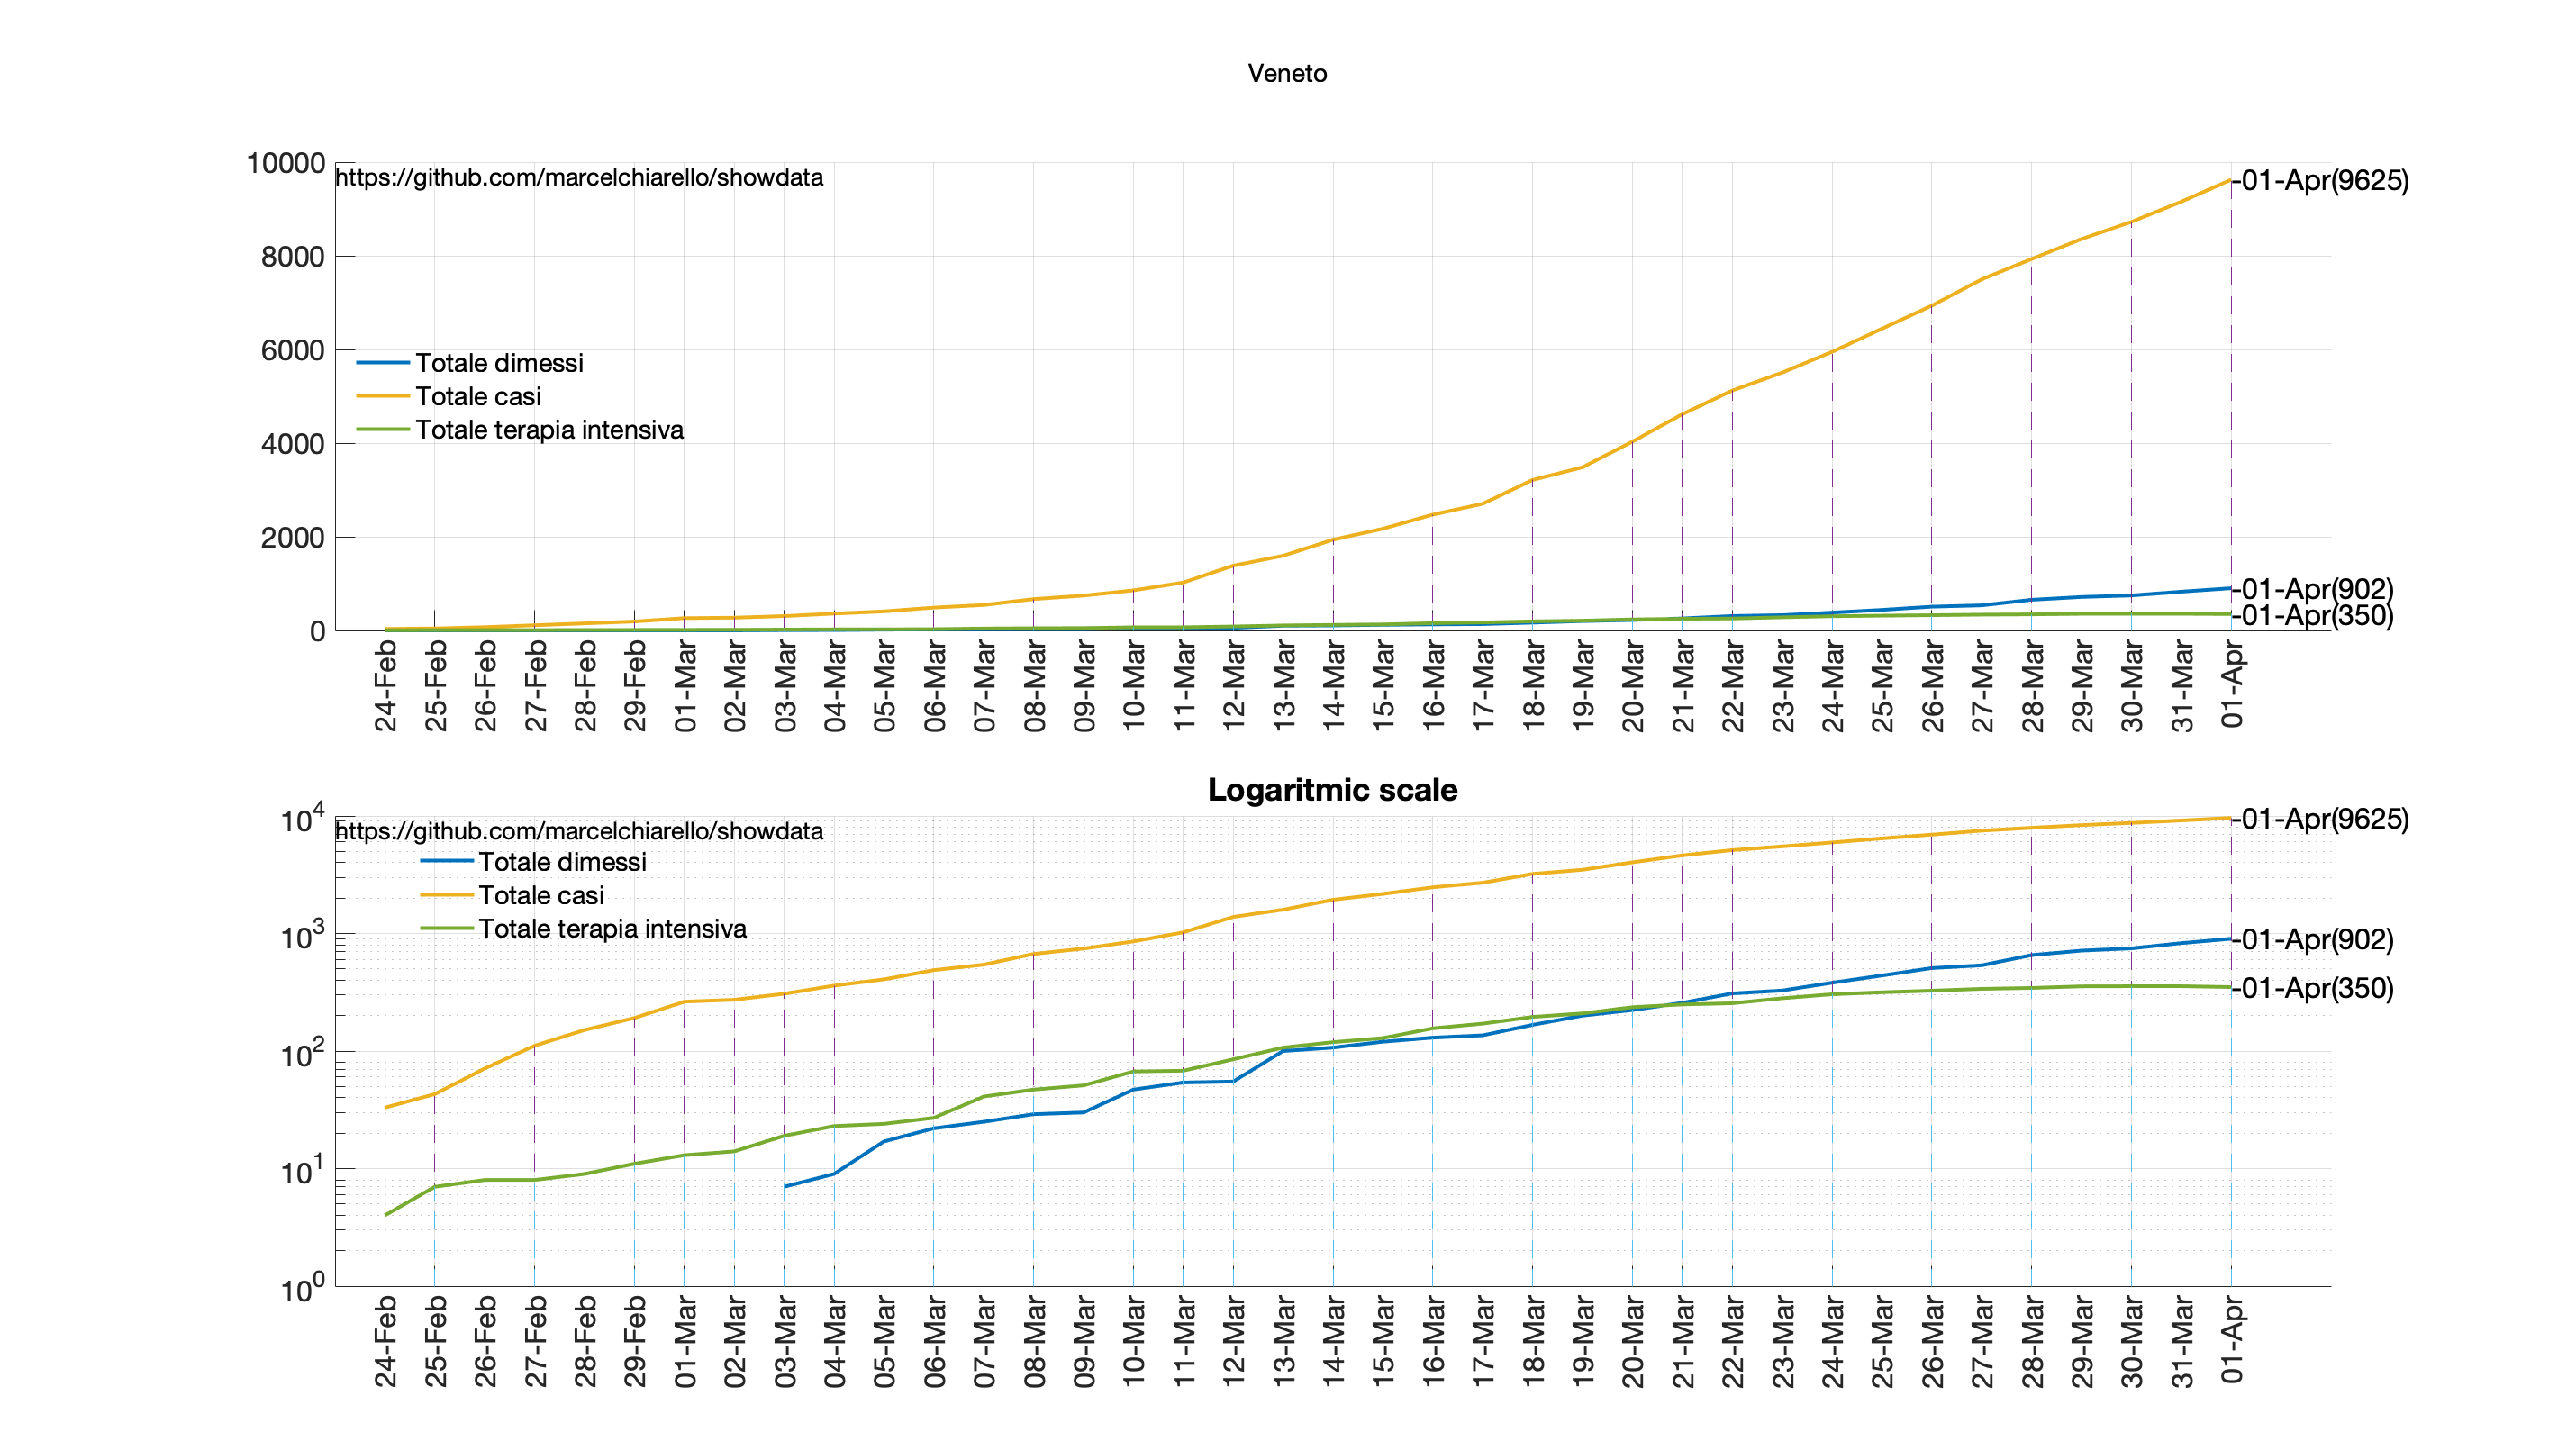 Veneto
10000
https://github.com/marcelchiarello/showdata
-01-Apr(9625)
8000
6000
Totale dimessi
Totale casi
Totale terapia intensiva
4000
2000
-01-Apr(902)
-01-Apr(350)
0
24-Feb
25-Feb
26-Feb
27-Feb
28-Feb
29-Feb
01-Mar
02-Mar
03-Mar
04-Mar
05-Mar
06-Mar
07-Mar
08-Mar
09-Mar
10-Mar
11-Mar
12-Mar
13-Mar
14-Mar
15-Mar
16-Mar
17-Mar
18-Mar
19-Mar
20-Mar
21-Mar
22-Mar
23-Mar
24-Mar
25-Mar
26-Mar
27-Mar
28-Mar
29-Mar
30-Mar
31-Mar
01-Apr
Logaritmic scale
10^4
https://github.com/marcelchiarello/showdata
-01-Apr(9625)
Totale dimessi
Totale casi
Totale terapia intensiva
10^3
-01-Apr(902)
-01-Apr(350)
10^2
10^1
10^0
24-Feb
25-Feb
26-Feb
27-Feb
28-Feb
29-Feb
01-Mar
02-Mar
03-Mar
04-Mar
05-Mar
06-Mar
07-Mar
08-Mar
09-Mar
10-Mar
11-Mar
12-Mar
13-Mar
14-Mar
15-Mar
16-Mar
17-Mar
18-Mar
19-Mar
20-Mar
21-Mar
22-Mar
23-Mar
24-Mar
25-Mar
26-Mar
27-Mar
28-Mar
29-Mar
30-Mar
31-Mar
01-Apr